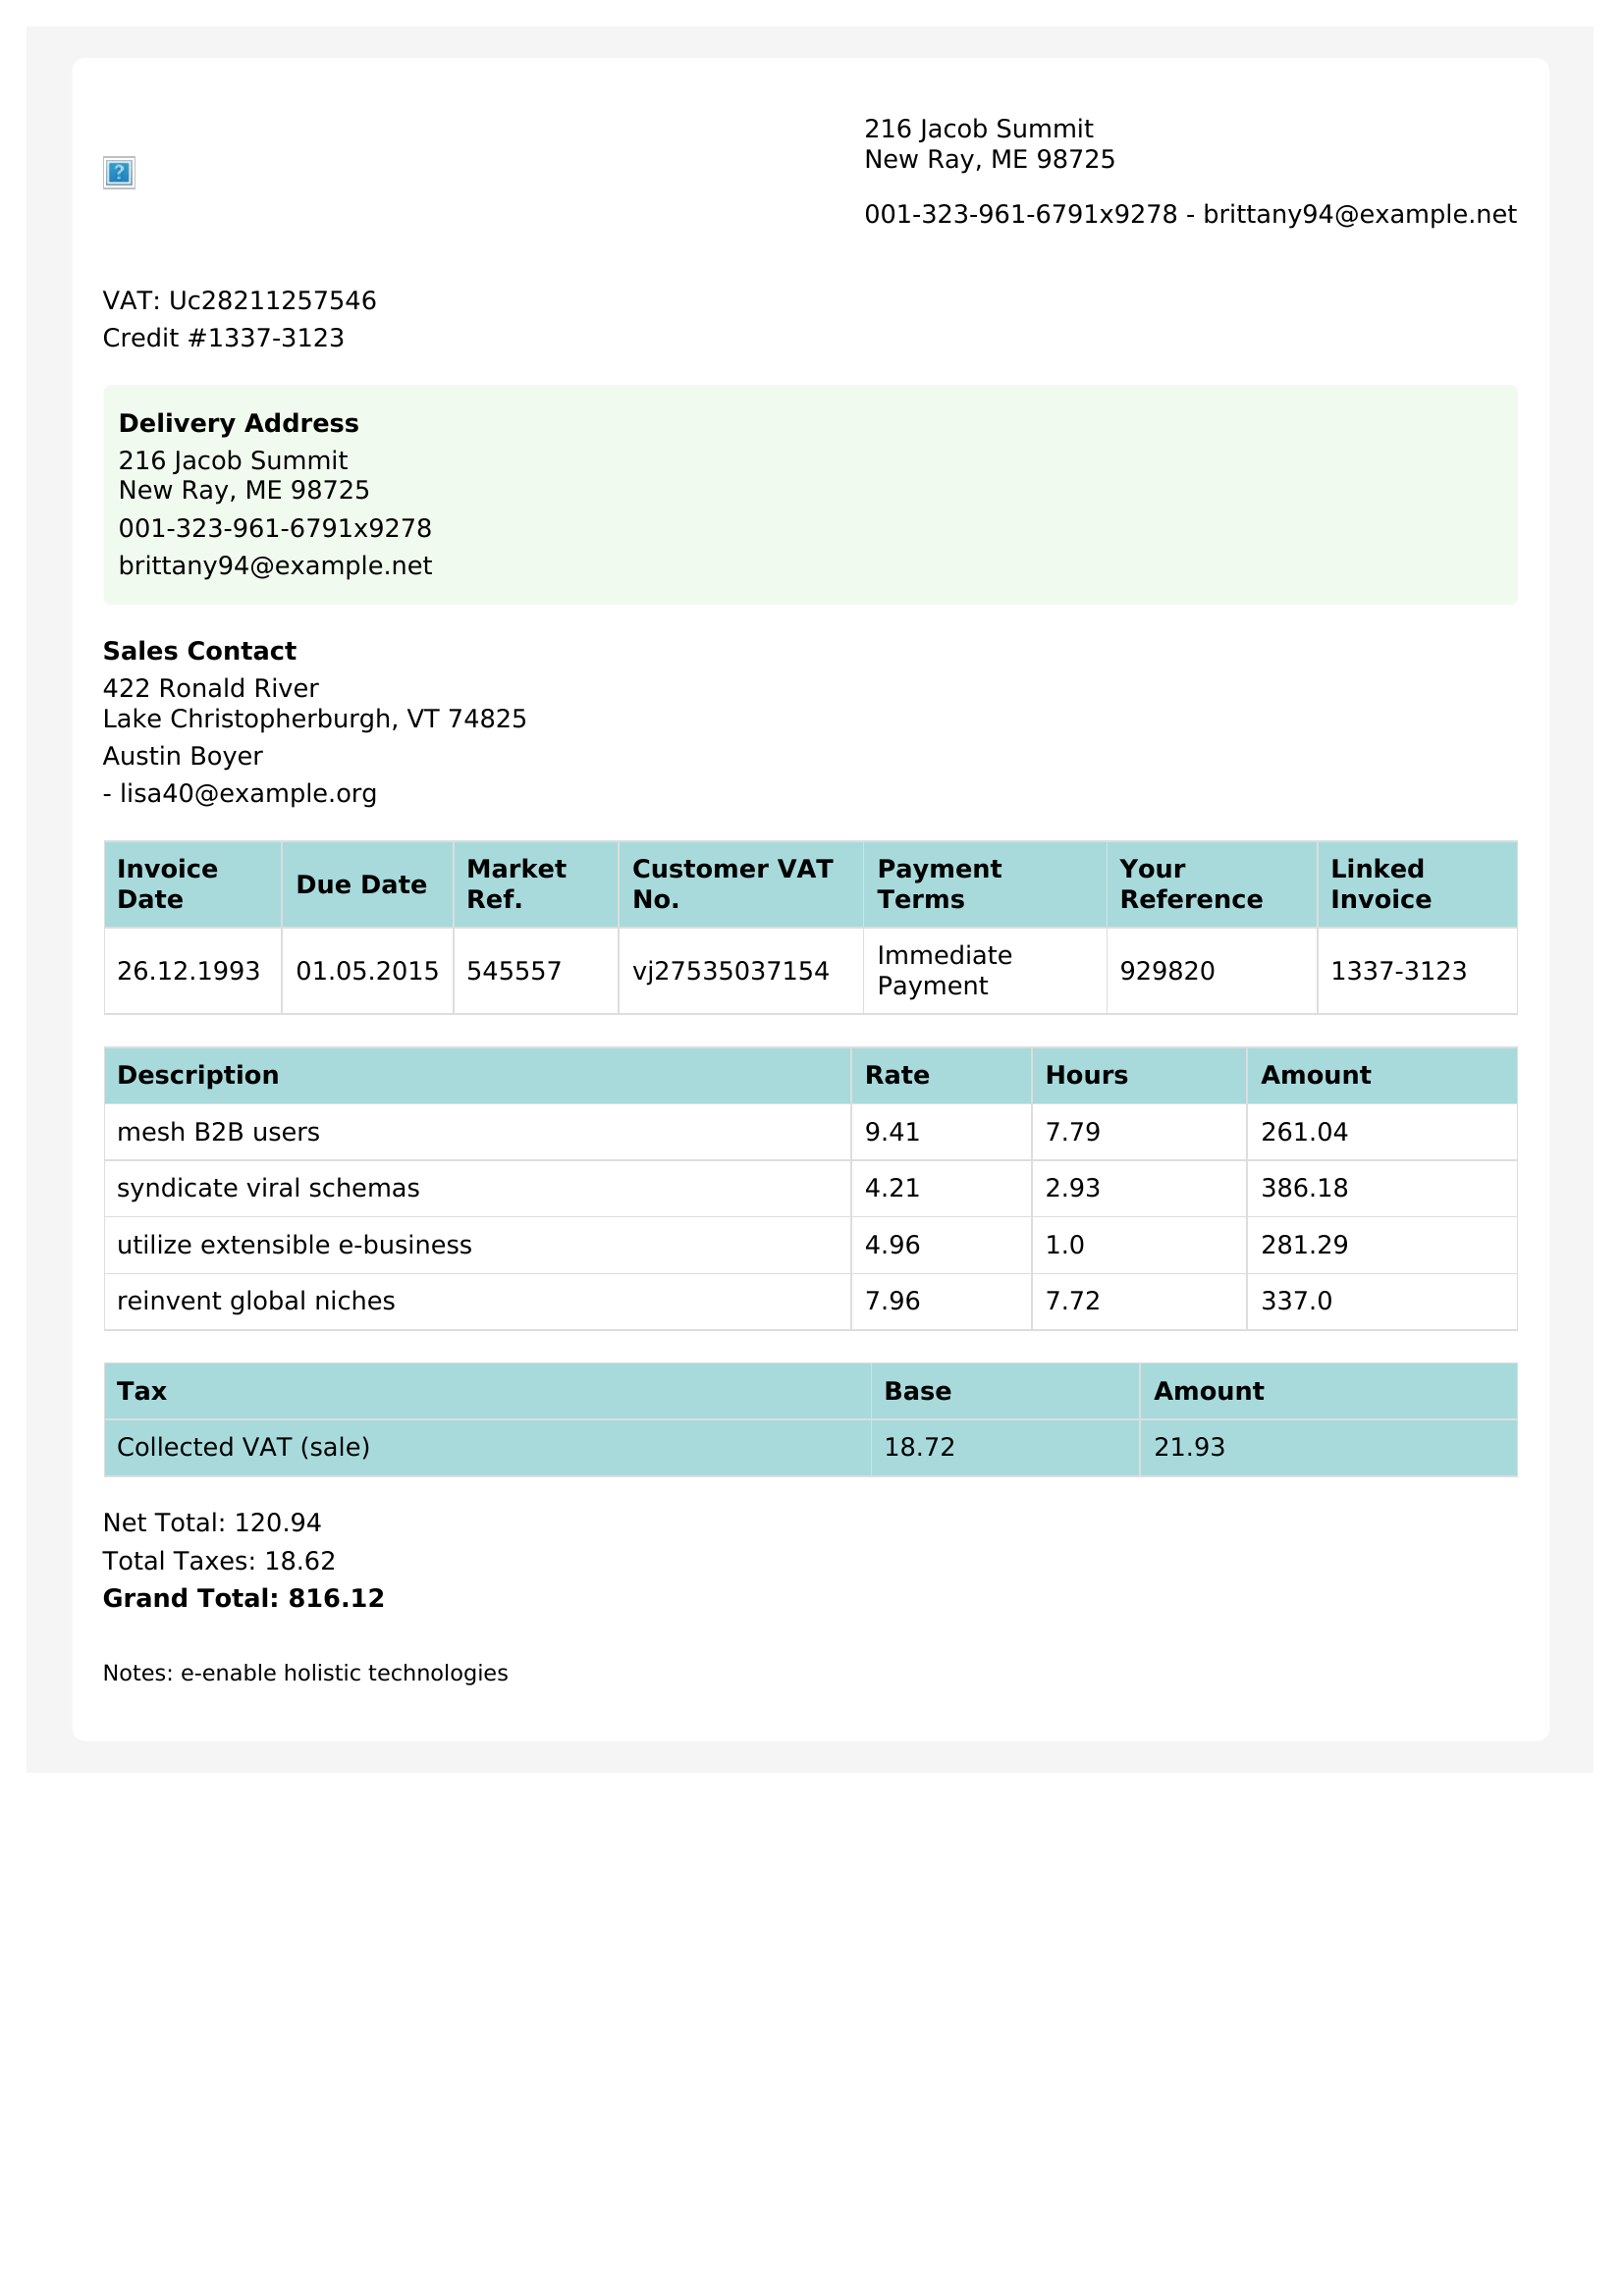 216 Jacob Summit
New Ray, ME 98725
001-323-961-6791x9278 - brittany94@example.net
VAT: Uc28211257546
Credit #1337-3123
Delivery Address
216 Jacob Summit
New Ray, ME 98725
001-323-961-6791x9278
brittany94@example.net
Sales Contact
422 Ronald River
Lake Christopherburgh, VT 74825
Austin Boyer
- lisa40@example.org
Invoice Date Due Date Market Ref. Customer VAT No. Payment Terms Your Reference Linked Invoice
26.12.1993 01.05.2015 545557 vj27535037154 Immediate Payment 929820 1337-3123
Description Rate Hours Amount
mesh B2B users 9.41 7.79 261.04
syndicate viral schemas 4.21 2.93 386.18
utilize extensible e-business 4.96 1.0 281.29
reinvent global niches 7.96 7.72 337.0
Tax Base Amount
Collected VAT (sale) 18.72 21.93
Net Total: 120.94
Total Taxes: 18.62
Grand Total: 816.12
Notes: e-enable holistic technologies